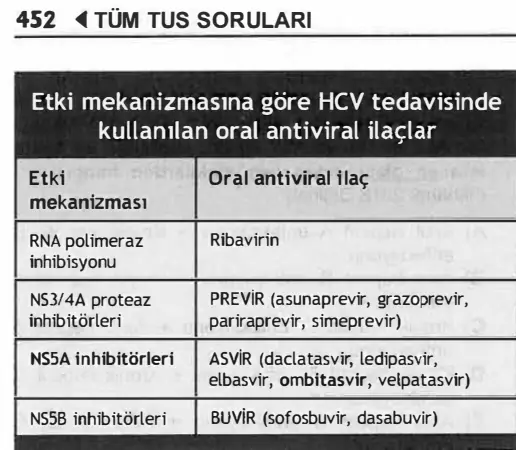 452 ◄ TÜM TUS SORULARI
Etki mekanizmasına göre HCV tedavisinde
kullanılan oral antiviral ilaçlar
Etki
mekanizması
Oral antiviral ilaç
RNA polimeraz
inhibisyonu
Ribavirin
NS3/4A proteaz
inhibitörleri
PREVİR (asunaprevir, grazoprevir,
pariraprevir, simeprevir)
NS5A inhibitörleri
ASVİR (daclatasvir, ledipasvir,
elbasvir, ombitasvir, velpatasvir)
NS5B inhibitörleri
BUVİR (sofosbuvir, dasabuvir)